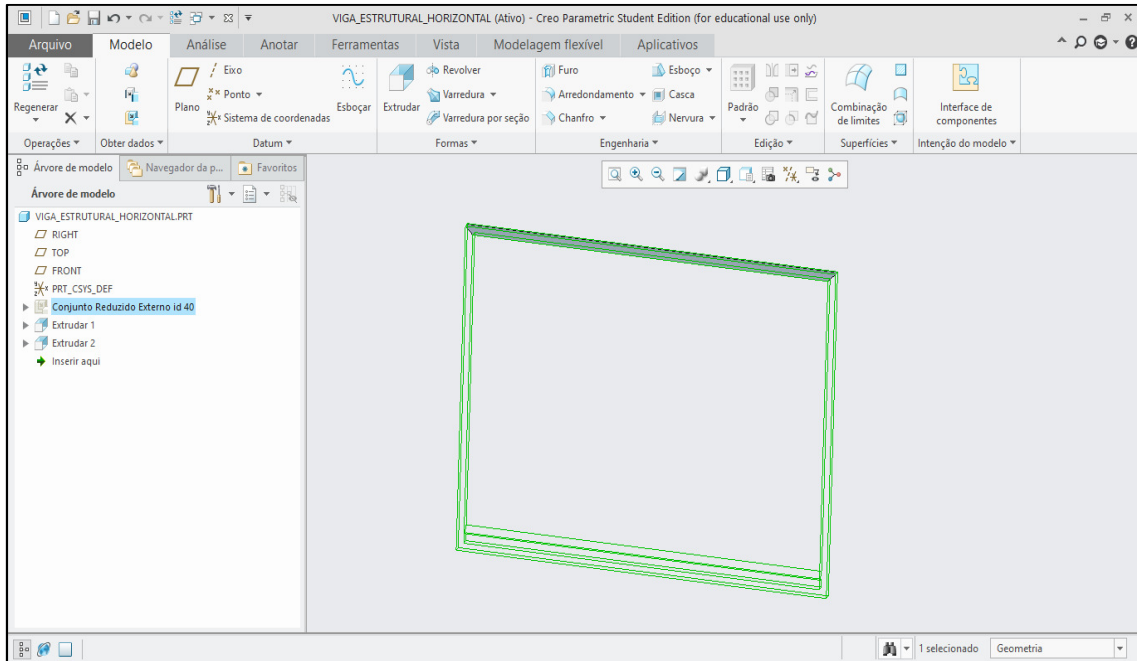 VIGA_ESTRUTURAL_HORIZONTAL (Ativo) - Creo Parametric Student Edition (for educational use only)
Arquivo Modelo Análise Anotar Ferramentas Vista Modelagem flexível Aplicativos
Regenerar
Plano
Eixo
Ponto
Sistema de coordenadas
Esboçar
Extrudar
Revolver
Varredura
Varredura por seção
Furo
Arredondamento
Chanfro
Esboço
Casca
Nervura
Padrão
Combinação
de limites
Interface de
componentes
Operações Obter dados Datum Formas Engenharia Edição Superfícies Intenção do modelo
Árvore de modelo Navegador da p... Favoritos
Árvore de modelo
VIGA_ESTRUTURAL_HORIZONTAL.PRT
RIGHT
TOP
FRONT
PRT_CSYS_DEF
Conjunto Reduzido Externo id 40
Extrudar 1
Extrudar 2
Inserir aqui
1 selecionado Geometria